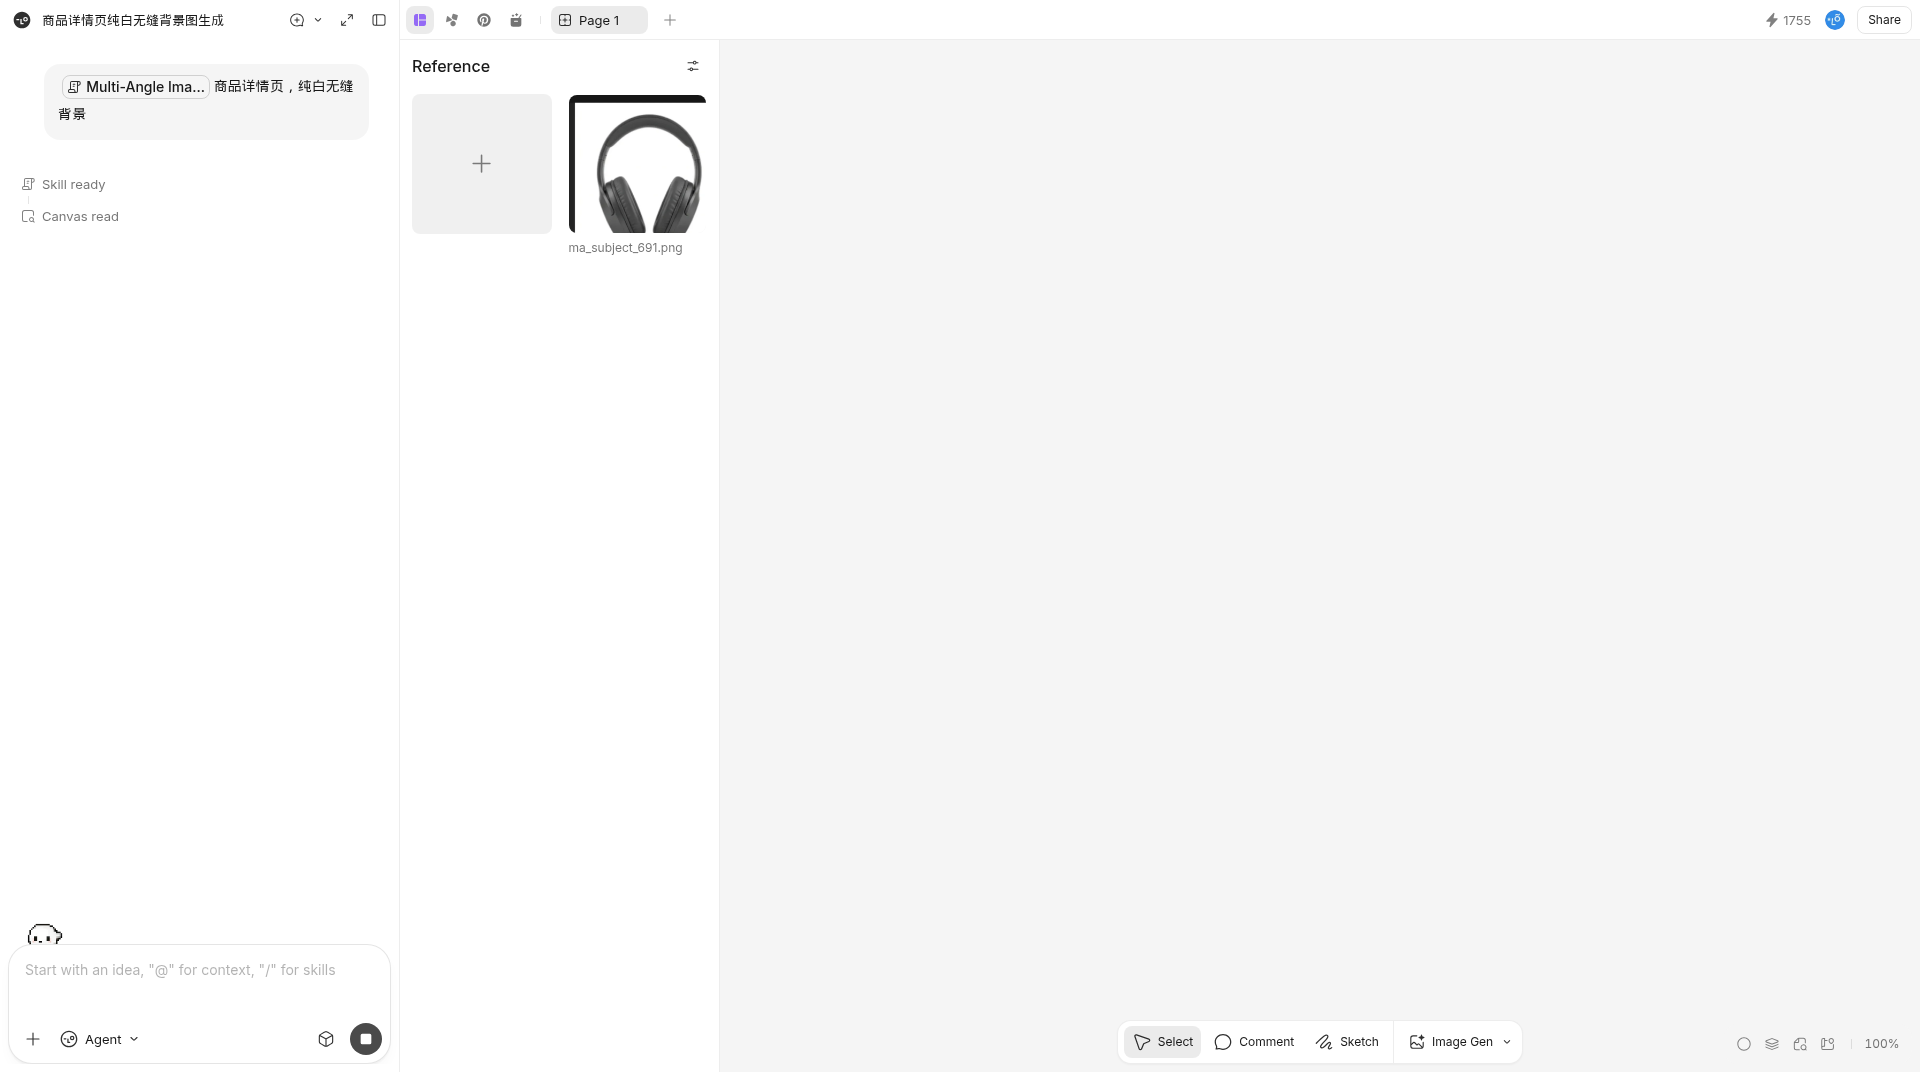 商品详情页纯白无缝背景图生成
Page 1
1755
Share
Multi-Angle Ima... 商品详情页，纯白无缝
背景
Skill ready
Canvas read
Reference
ma_subject_691.png
Start with an idea, "@" for context, "/" for skills
Agent
Select
Comment
Sketch
Image Gen
100%